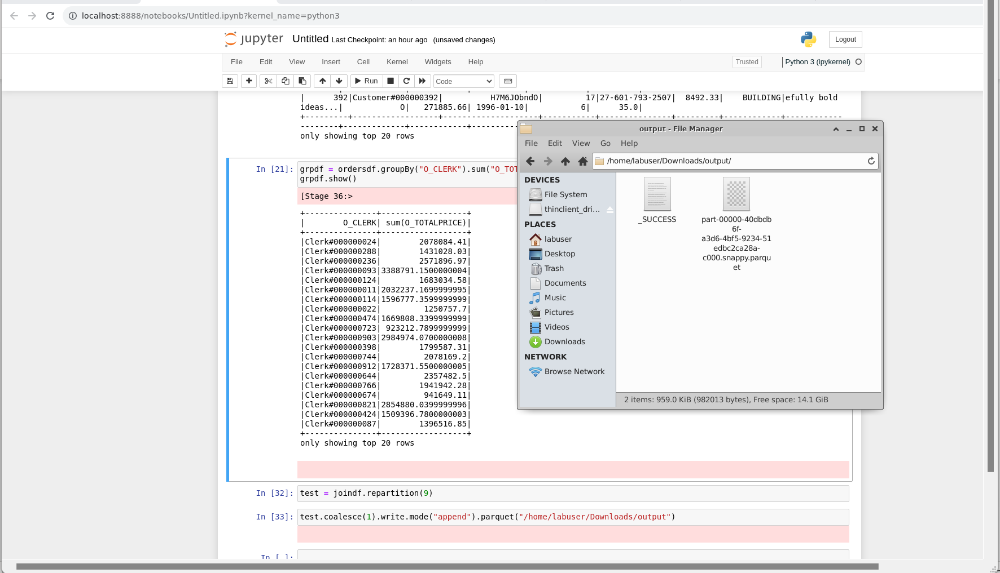 localhost:8888/notebooks/Untitled.ipynb?kernel_name=python3
jupyter Untitled Last Checkpoint: an hour ago (unsaved changes)
Logout
File Edit View Insert Cell Kernel Widgets Help
Trusted
Python 3 (ipykernel)
Run
Code
|      392|Customer#000000392|          H7M6JObndO|         17|27-601-793-2507|  8492.33|    BUILDING|efully bold
ideas...|            O|   271885.66| 1996-01-10|           6|      35.0|
+---------+------------------+--------------------+-----------+---------------+---------+------------+------------
--------+-------------+------------+-----------
only showing top 20 rows
In [21]:
grpdf = ordersdf.groupBy("O_CLERK").sum("O_TOT
grpdf.show()
[Stage 36:>
+---------------+------------------+
|        O_CLERK| sum(O_TOTALPRICE)|
+---------------+------------------+
|Clerk#000000024|        2078084.41|
|Clerk#000000288|        1431028.03|
|Clerk#000000236|        2571896.97|
|Clerk#000000093|3388791.1500000004|
|Clerk#000000124|        1683034.58|
|Clerk#000000011|2032237.1699999995|
|Clerk#000000114|1596777.3599999999|
|Clerk#000000022|         1250757.7|
|Clerk#000000474|1669808.3399999999|
|Clerk#000000723| 923212.7899999999|
|Clerk#000000903|2984974.0700000008|
|Clerk#000000398|        1799587.31|
|Clerk#000000744|         2078169.2|
|Clerk#000000912|1728371.5500000005|
|Clerk#000000644|         2357482.5|
|Clerk#000000766|        1941942.28|
|Clerk#000000674|         941649.11|
|Clerk#000000821|2854880.0399999996|
|Clerk#000000424|1509396.7800000003|
|Clerk#000000087|        1396516.85|
+---------------+------------------+
only showing top 20 rows
In [32]:
test = joindf.repartition(9)
In [33]:
test.coalesce(1).write.mode("append").parquet("/home/labuser/Downloads/output")
In [ ]:
output - File Manager
File Edit View Go Help
/home/labuser/Downloads/output/
DEVICES
File System
thinclient_dri...
PLACES
labuser
Desktop
Trash
Documents
Music
Pictures
Videos
Downloads
NETWORK
Browse Network
_SUCCESS
part-00000-40dbdb
6f-
a3d6-4bf5-9234-51
edbc2ca28a-
c000.snappy.parqu
et
2 items: 959.0 KiB (982013 bytes), Free space: 14.1 GiB